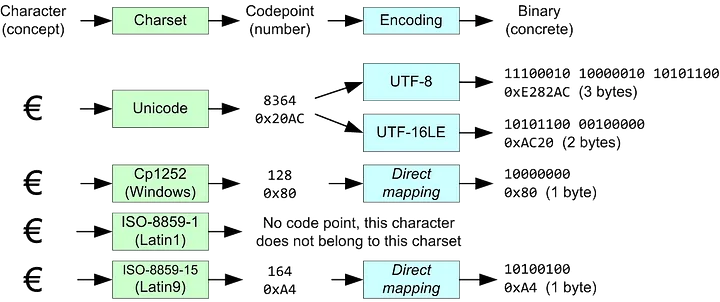 Character Charset Codepoint Encoding Binary
(concept) (number) (concrete)
UTF-8 11100010 10000010 10101100
0xE282AC (3 bytes)
€ Unicode 8364
0x20AC
UTF-16LE 10101100 00100000
0xAC20 (2 bytes)
€ Cp1252 128 Direct 10000000
(Windows) 0x80 mapping 0x80 (1 byte)
€ ISO-8859-1 No code point, this character
(Latin1) does not belong to this charset
€ ISO-8859-15 164 Direct 10100100
(Latin9) 0xA4 mapping 0xA4 (1 byte)